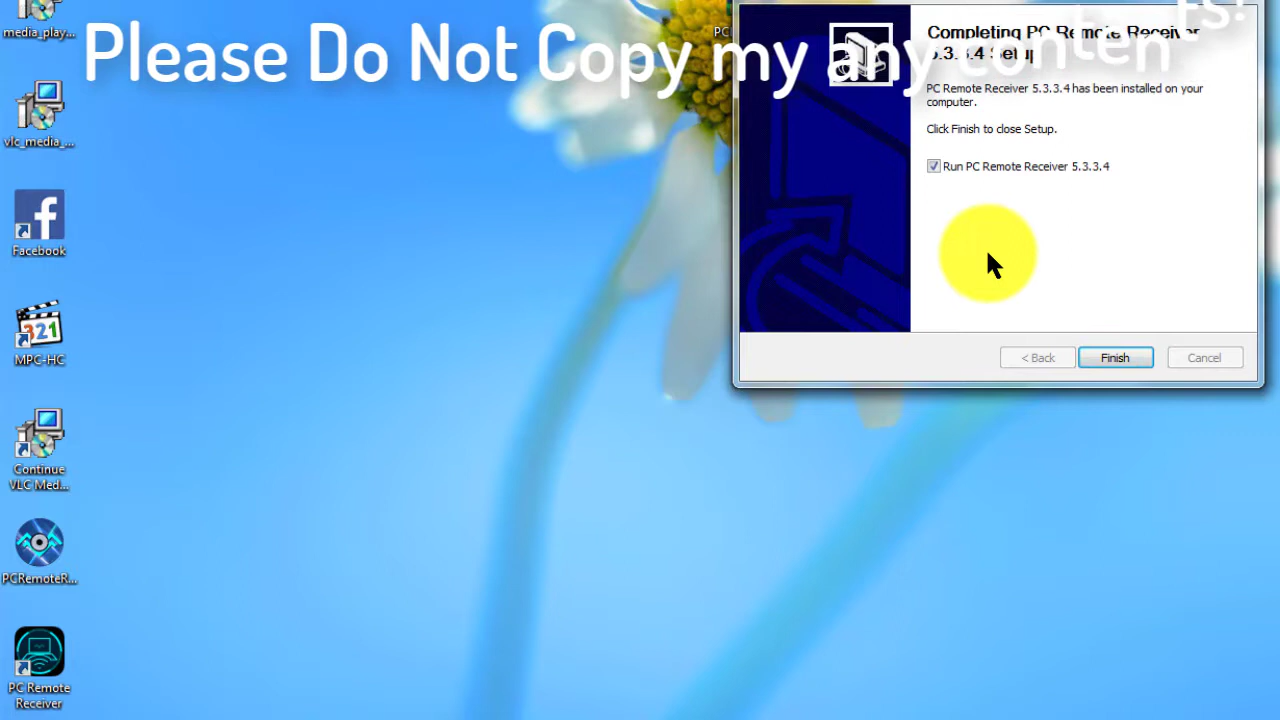 media_play...
Please Do Not Copy my any conten
vlc_media_...
Facebook
MPC-HC
Continue
VLC Med...
PCRemoteR...
PC Remote
Receiver
Completing PC Remote Receiver
5.3.3.4 Setup
PC Remote Receiver 5.3.3.4 has been installed on your
computer.
Click Finish to close Setup.
Run PC Remote Receiver 5.3.3.4
< Back
Finish
Cancel